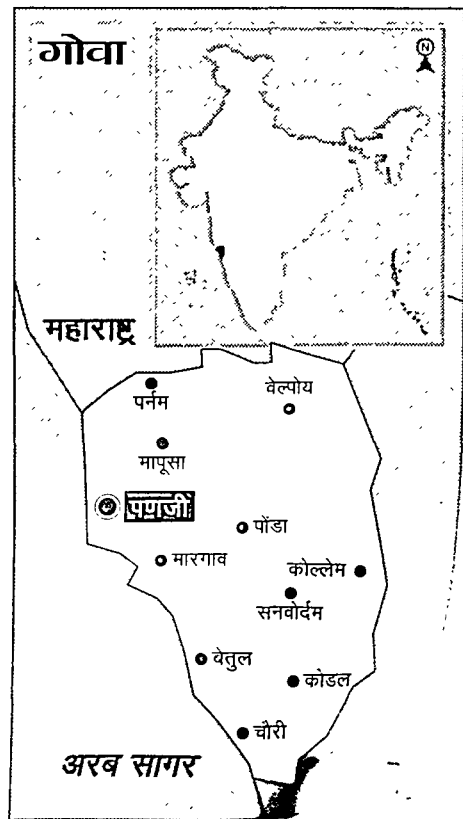 गोवा
N
महाराष्ट्र
पर्नम
वेल्पोय
मापूसा
पणजी
पोंडा
मारगाव
कोल्लेम
सनवोर्दम
वेतुल
कोडल
चौरी
अरब सागर